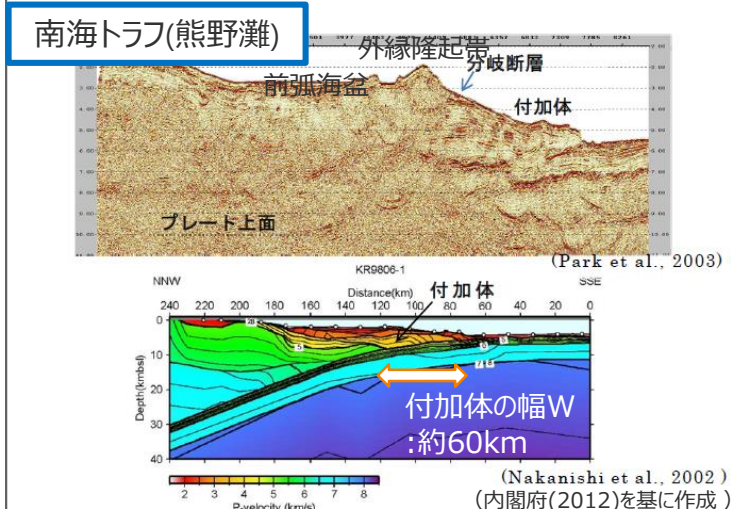 南海トラフ(熊野灘)
外縁隆起帯
分岐断層
前弧海盆
付加体
プレート上面
(Park et al., 2003)
KR9806-1
NNW
SSE
Distance(km)
付加体
240 220 200 180 160 140 120 100 80 60 40 20 0
0
10
20
30
40
Depth(kmbsl)
付加体の幅W
:約60km
(Nakanishi et al., 2002 )
2 3 4 5 6 7 8
P-velocity (km/s)
(内閣府(2012)を基に作成 )